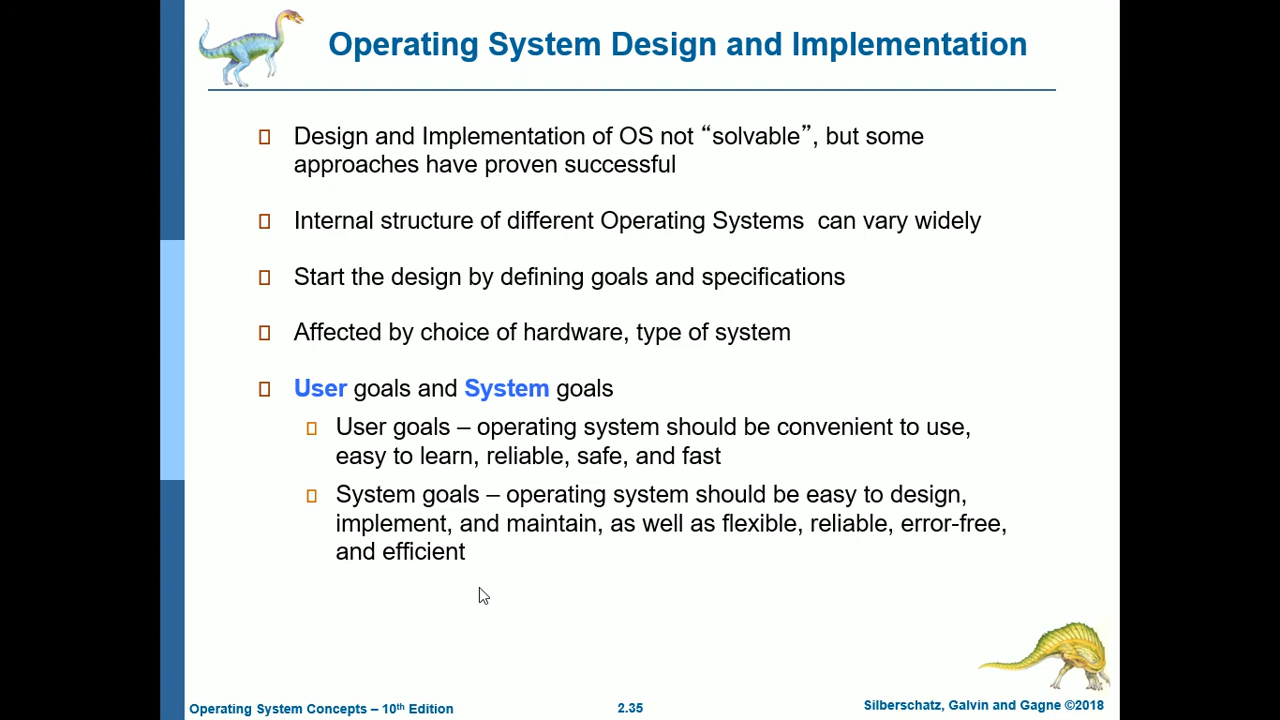 Operating System Design and Implementation
Design and Implementation of OS not “solvable”, but some
approaches have proven successful
Internal structure of different Operating Systems can vary widely
Start the design by defining goals and specifications
Affected by choice of hardware, type of system
User goals and System goals
User goals – operating system should be convenient to use,
easy to learn, reliable, safe, and fast
System goals – operating system should be easy to design,
implement, and maintain, as well as flexible, reliable, error-free,
and efficient
Operating System Concepts – 10th Edition
2.35
Silberschatz, Galvin and Gagne ©2018